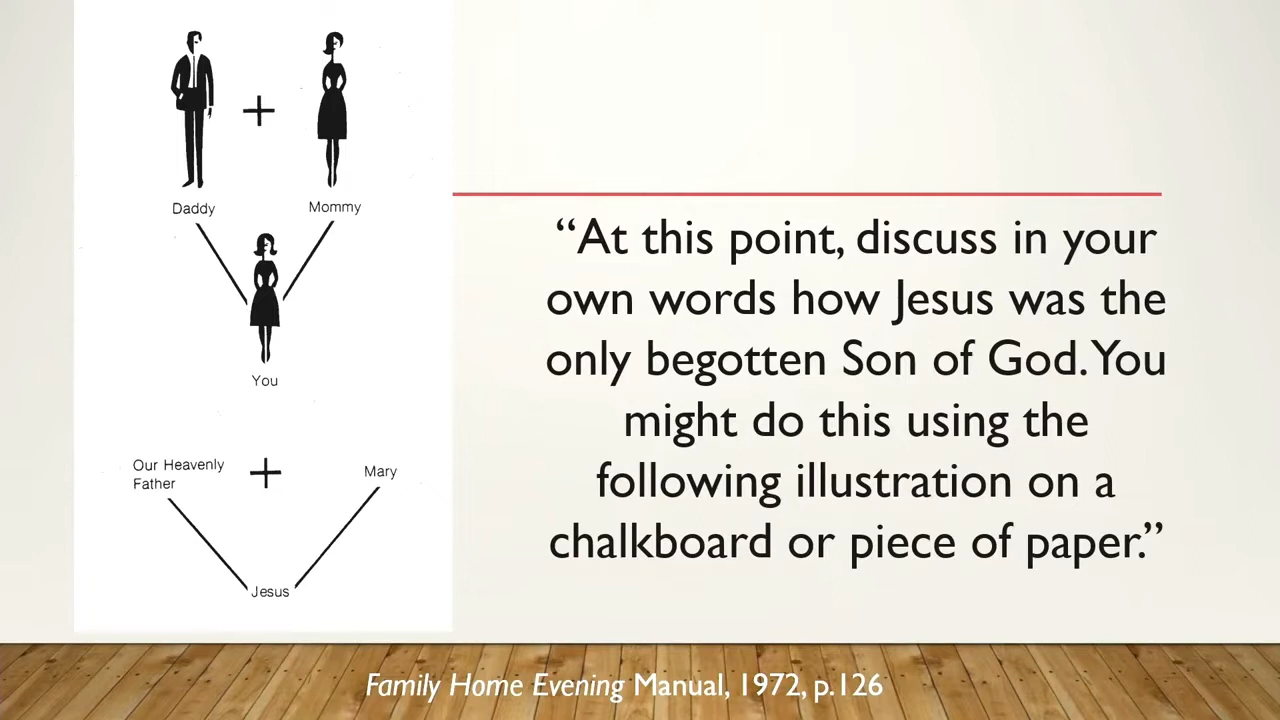 Daddy
Mommy
You
Our Heavenly
Father
+
Mary
Jesus
“At this point, discuss in your
own words how Jesus was the
only begotten Son of God. You
might do this using the
following illustration on a
chalkboard or piece of paper.”
Family Home Evening Manual, 1972, p.126